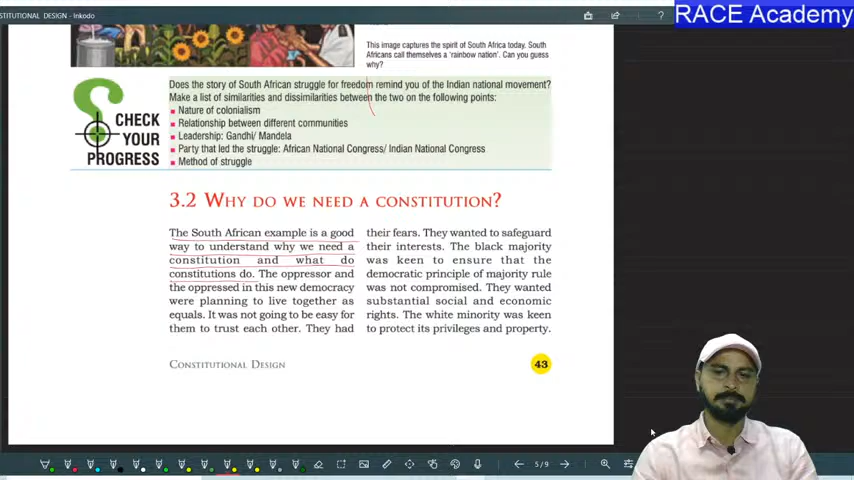 STITUTIONAL DESIGN - Inkodo
RACE Academy
This image captures the spirit of South Africa today. South
Africans call themselves a 'rainbow nation'. Can you guess
why?
Does the story of South African struggle for freedom remind you of the Indian national movement?
Make a list of similarities and dissimilarities between the two on the following points:
Nature of colonialism
Relationship between different communities
Leadership: Gandhi/ Mandela
Party that led the struggle: African National Congress/ Indian National Congress
Method of struggle
CHECK
YOUR
PROGRESS
3.2 WHY DO WE NEED A CONSTITUTION?
The South African example is a good
way to understand why we need a
constitution and what do
constitutions do. The oppressor and
the oppressed in this new democracy
were planning to live together as
equals. It was not going to be easy for
them to trust each other. They had
their fears. They wanted to safeguard
their interests. The black majority
was keen to ensure that the
democratic principle of majority rule
was not compromised. They wanted
substantial social and economic
rights. The white minority was keen
to protect its privileges and property.
CONSTITUTIONAL DESIGN
43
5/9